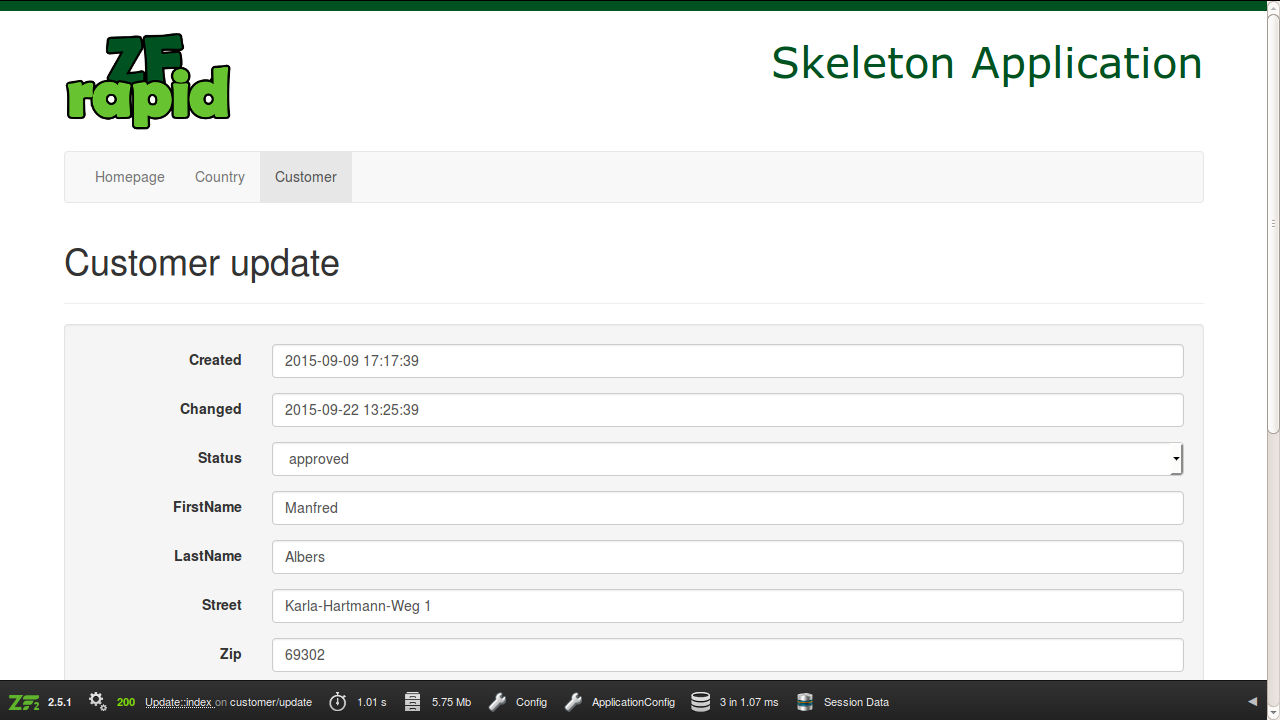 ZF
rapid
Skeleton Application
Homepage Country Customer
Customer update
Created 2015-09-09 17:17:39
Changed 2015-09-22 13:25:39
Status approved
FirstName Manfred
LastName Albers
Street Karla-Hartmann-Weg 1
Zip 69302
ZF2 2.5.1 200 Update::index on customer/update 1.01 s 5.75 Mb Config ApplicationConfig 3 in 1.07 ms Session Data